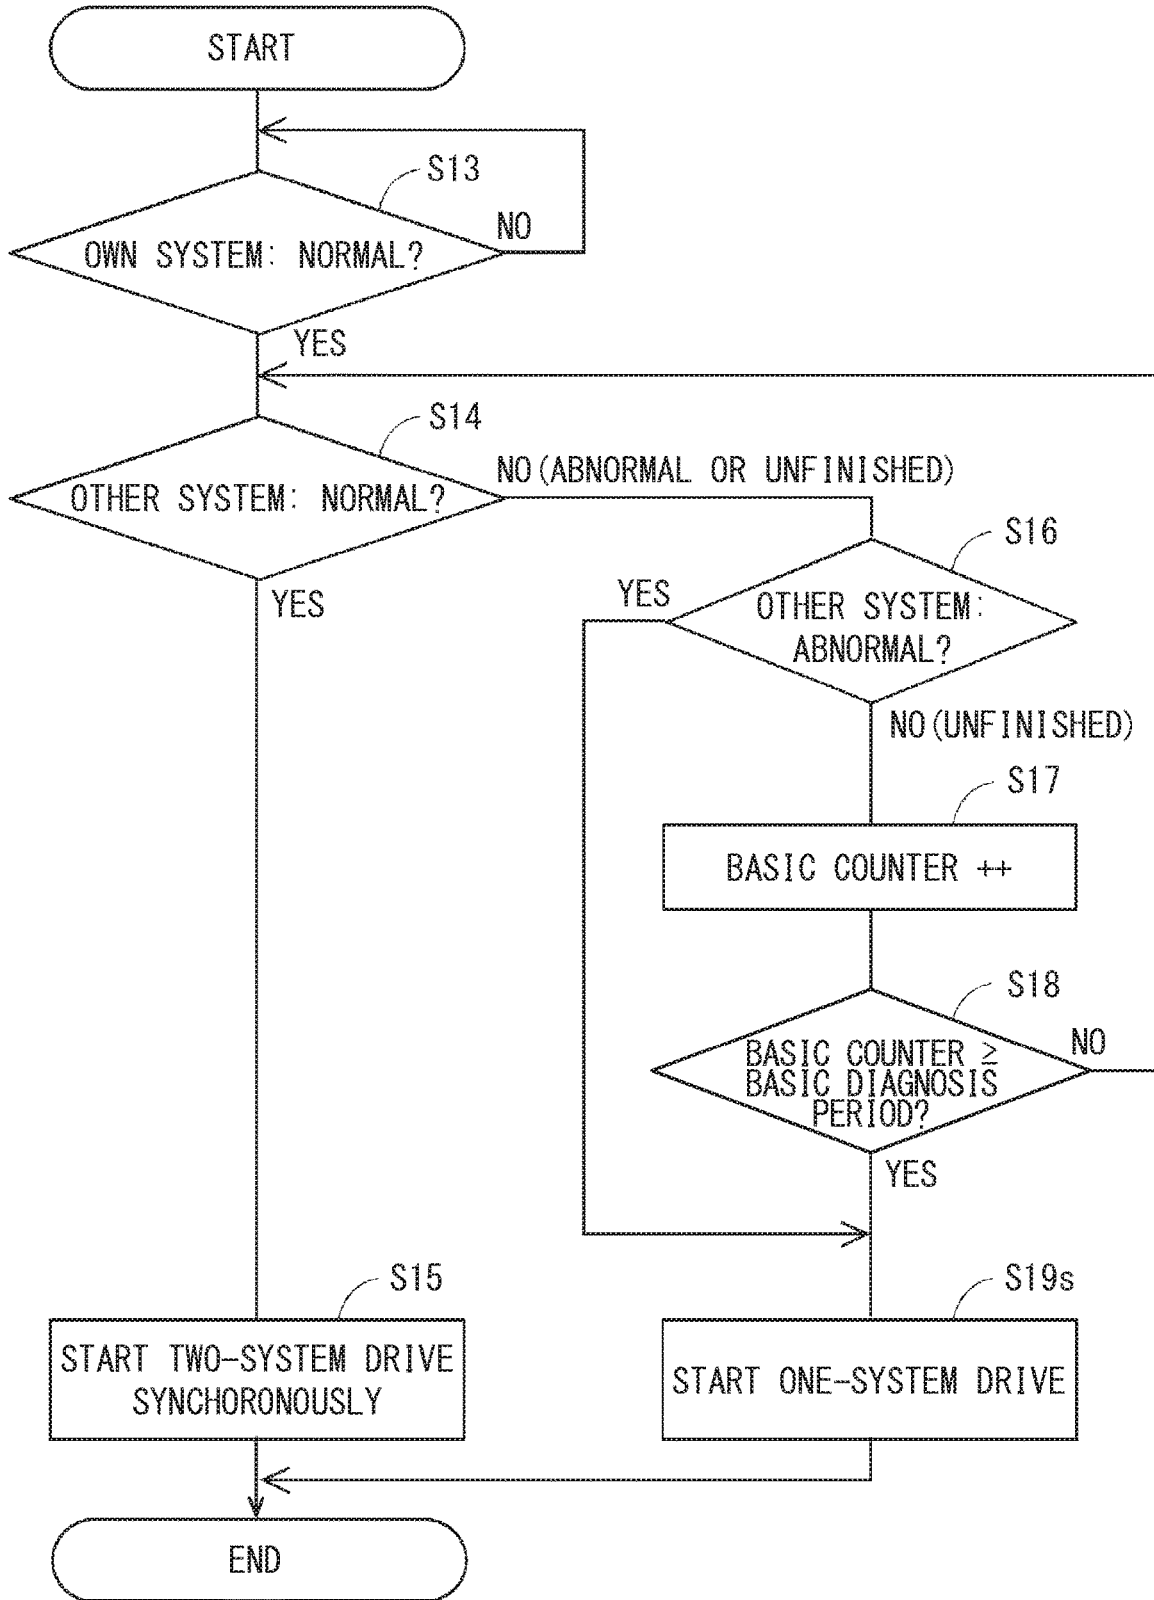 START
S13
NO
OWN SYSTEM: NORMAL?
YES
S14
NO(ABNORMAL OR UNFINISHED)
OTHER SYSTEM: NORMAL?
S16
YES
YES
OTHER SYSTEM:
ABNORMAL?
NO(UNFINISHED)
S17
BASIC COUNTER ++
S18
NO
BASIC COUNTER ≥
BASIC DIAGNOSIS
PERIOD?
YES
S15
S19s
START TWO-SYSTEM DRIVE
SYNCHORONOUSLY
START ONE-SYSTEM DRIVE
END